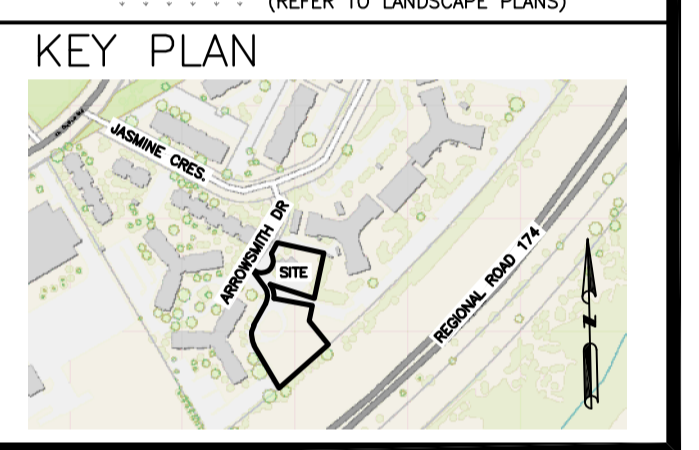 (REFER TO LANDSCAPE PLANS)
KEY PLAN
JASMINE CRES.
ARROWSMITH DR
SITE
REGIONAL ROAD 174
N